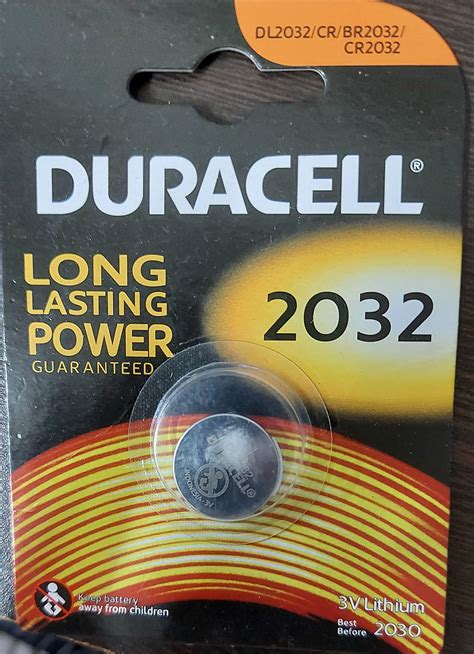 DL2032/CR/BR2032/
CR2032
DURACELL®
LONG
LASTING
POWER
GUARANTEED
2032
Keep battery
away from children
3V Lithium
Best
Before 2030